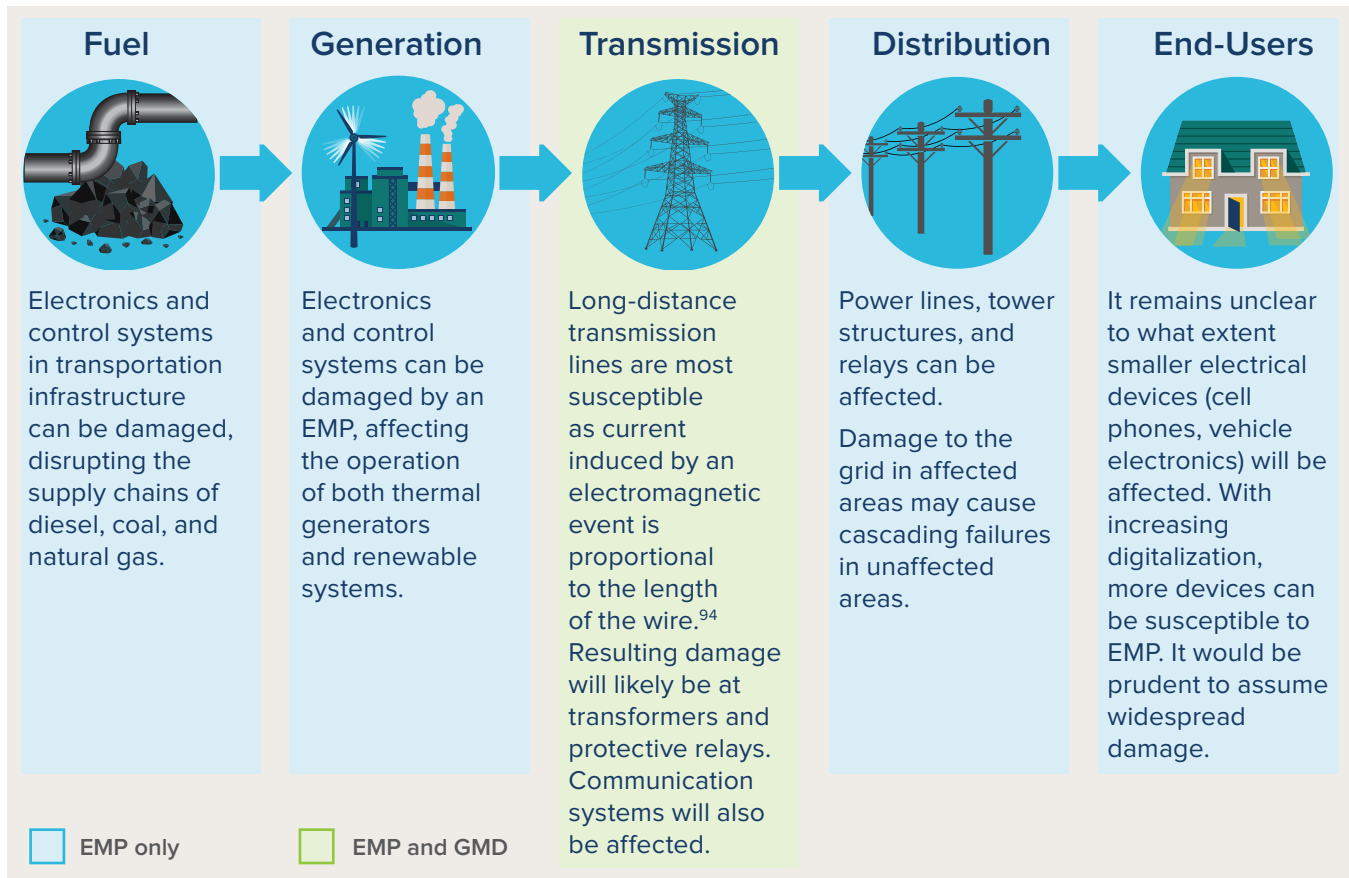 Fuel
Electronics and
control systems
in transportation
infrastructure
can be damaged,
disrupting the
supply chains of
diesel, coal, and
natural gas.
Generation
Electronics
and control
systems can be
damaged by an
EMP, affecting
the operation
of both thermal
generators
and renewable
systems.
Transmission
Long-distance
transmission
lines are most
susceptible
as current
induced by an
electromagnetic
event is
proportional
to the length
of the wire.⁹⁴
Resulting damage
will likely be at
transformers and
protective relays.
Communication
systems will also
be affected.
Distribution
Power lines, tower
structures, and
relays can be
affected.
Damage to the
grid in affected
areas may cause
cascading failures
in unaffected
areas.
End-Users
It remains unclear
to what extent
smaller electrical
devices (cell
phones, vehicle
electronics) will be
affected. With
increasing
digitalization,
more devices can
be susceptible to
EMP. It would be
prudent to assume
widespread
damage.
EMP only
EMP and GMD